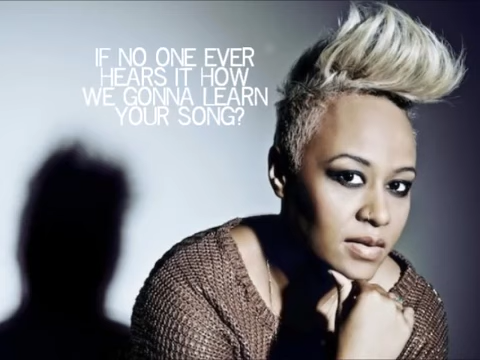 IF NO ONE EVER
HEARS IT HOW
WE GONNA LEARN
YOUR SONG?